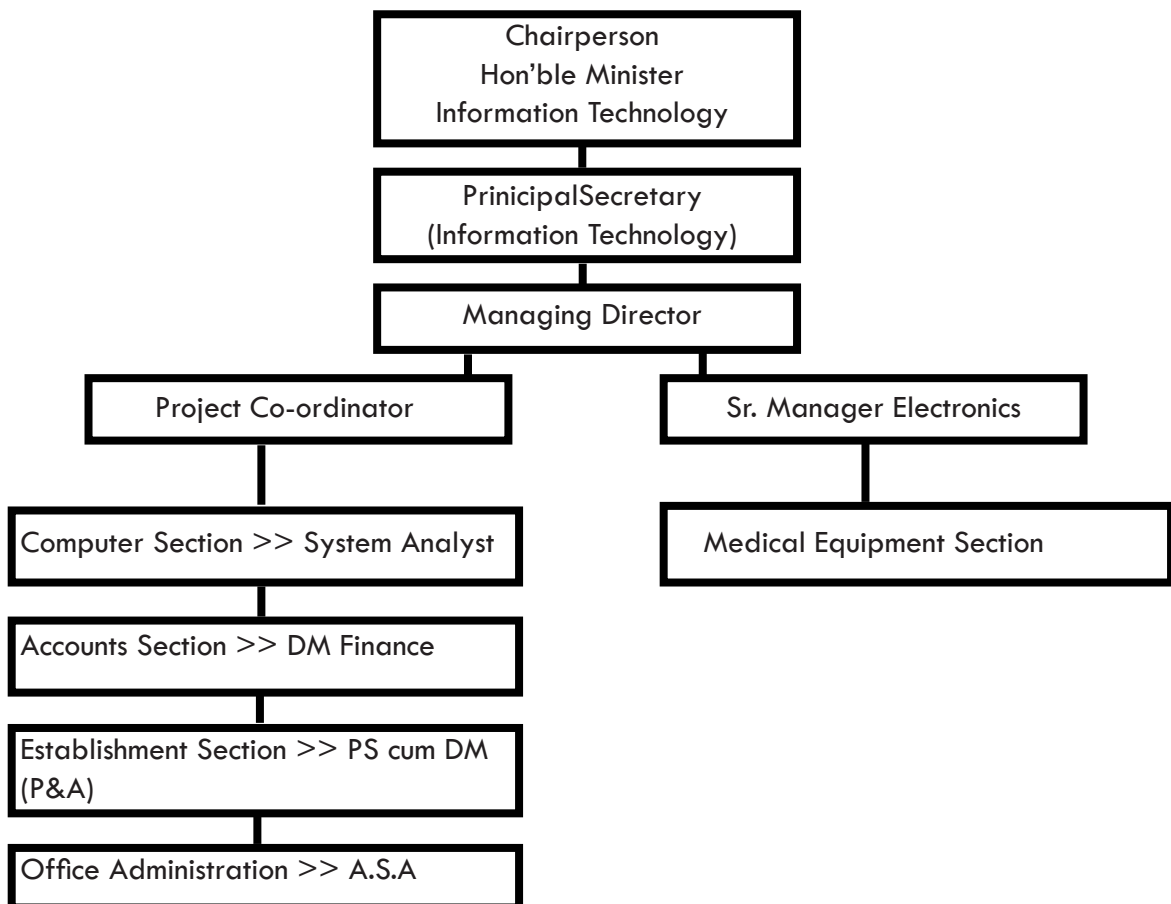 Chairperson
Hon’ble Minister
Information Technology
PrinicipalSecretary
(Information Technology)
Managing Director
Project Co-ordinator
Sr. Manager Electronics
Computer Section >> System Analyst
Medical Equipment Section
Accounts Section >> DM Finance
Establishment Section >> PS cum DM
(P&A)
Office Administration >> A.S.A